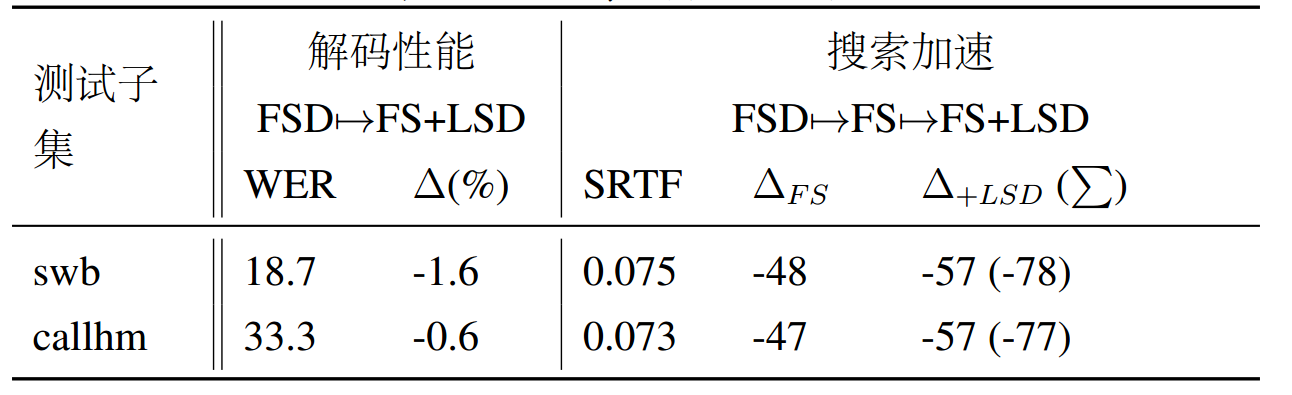 测试子集
解码性能 搜索加速
FSD↦FS+LSD FSD↦FS↦FS+LSD
WER Δ(%) SRTF Δ_FS Δ_+LSD (∑)
swb 18.7 -1.6 0.075 -48 -57 (-78)
callhm 33.3 -0.6 0.073 -47 -57 (-77)